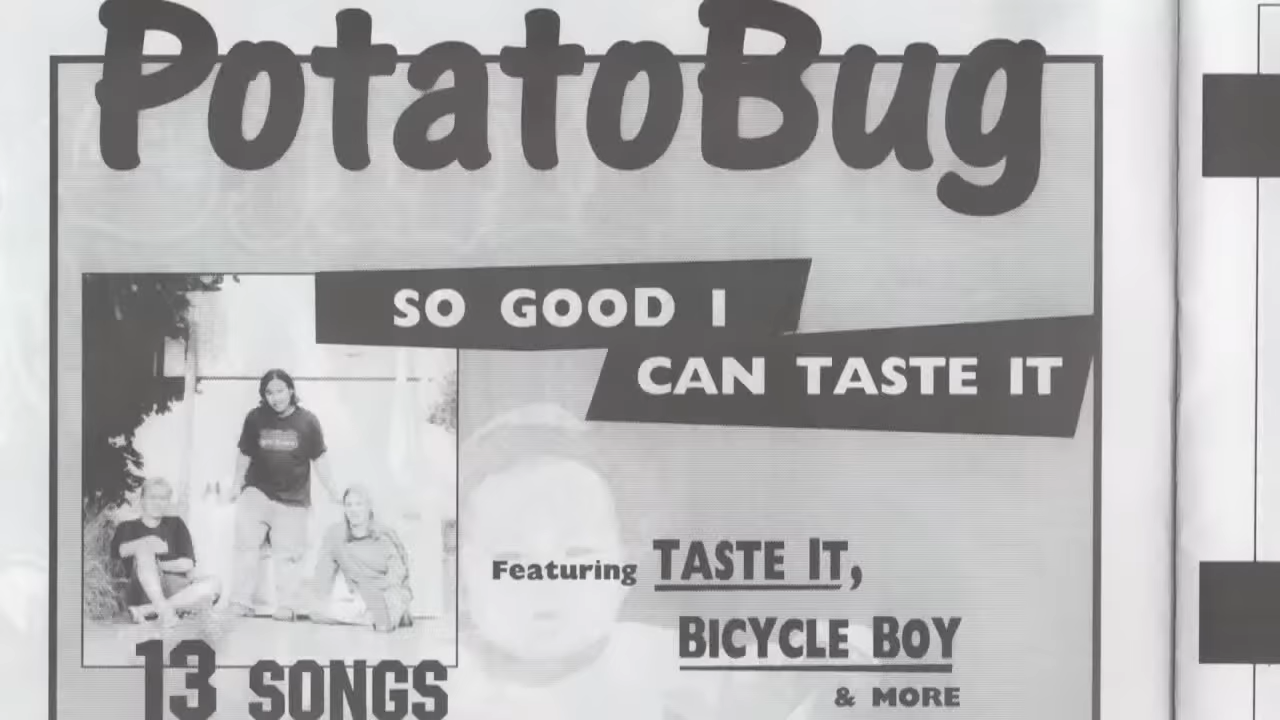 PotatoBug
SO GOOD I
CAN TASTE IT
Featuring TASTE IT,
BICYCLE BOY
& MORE
13 SONGS